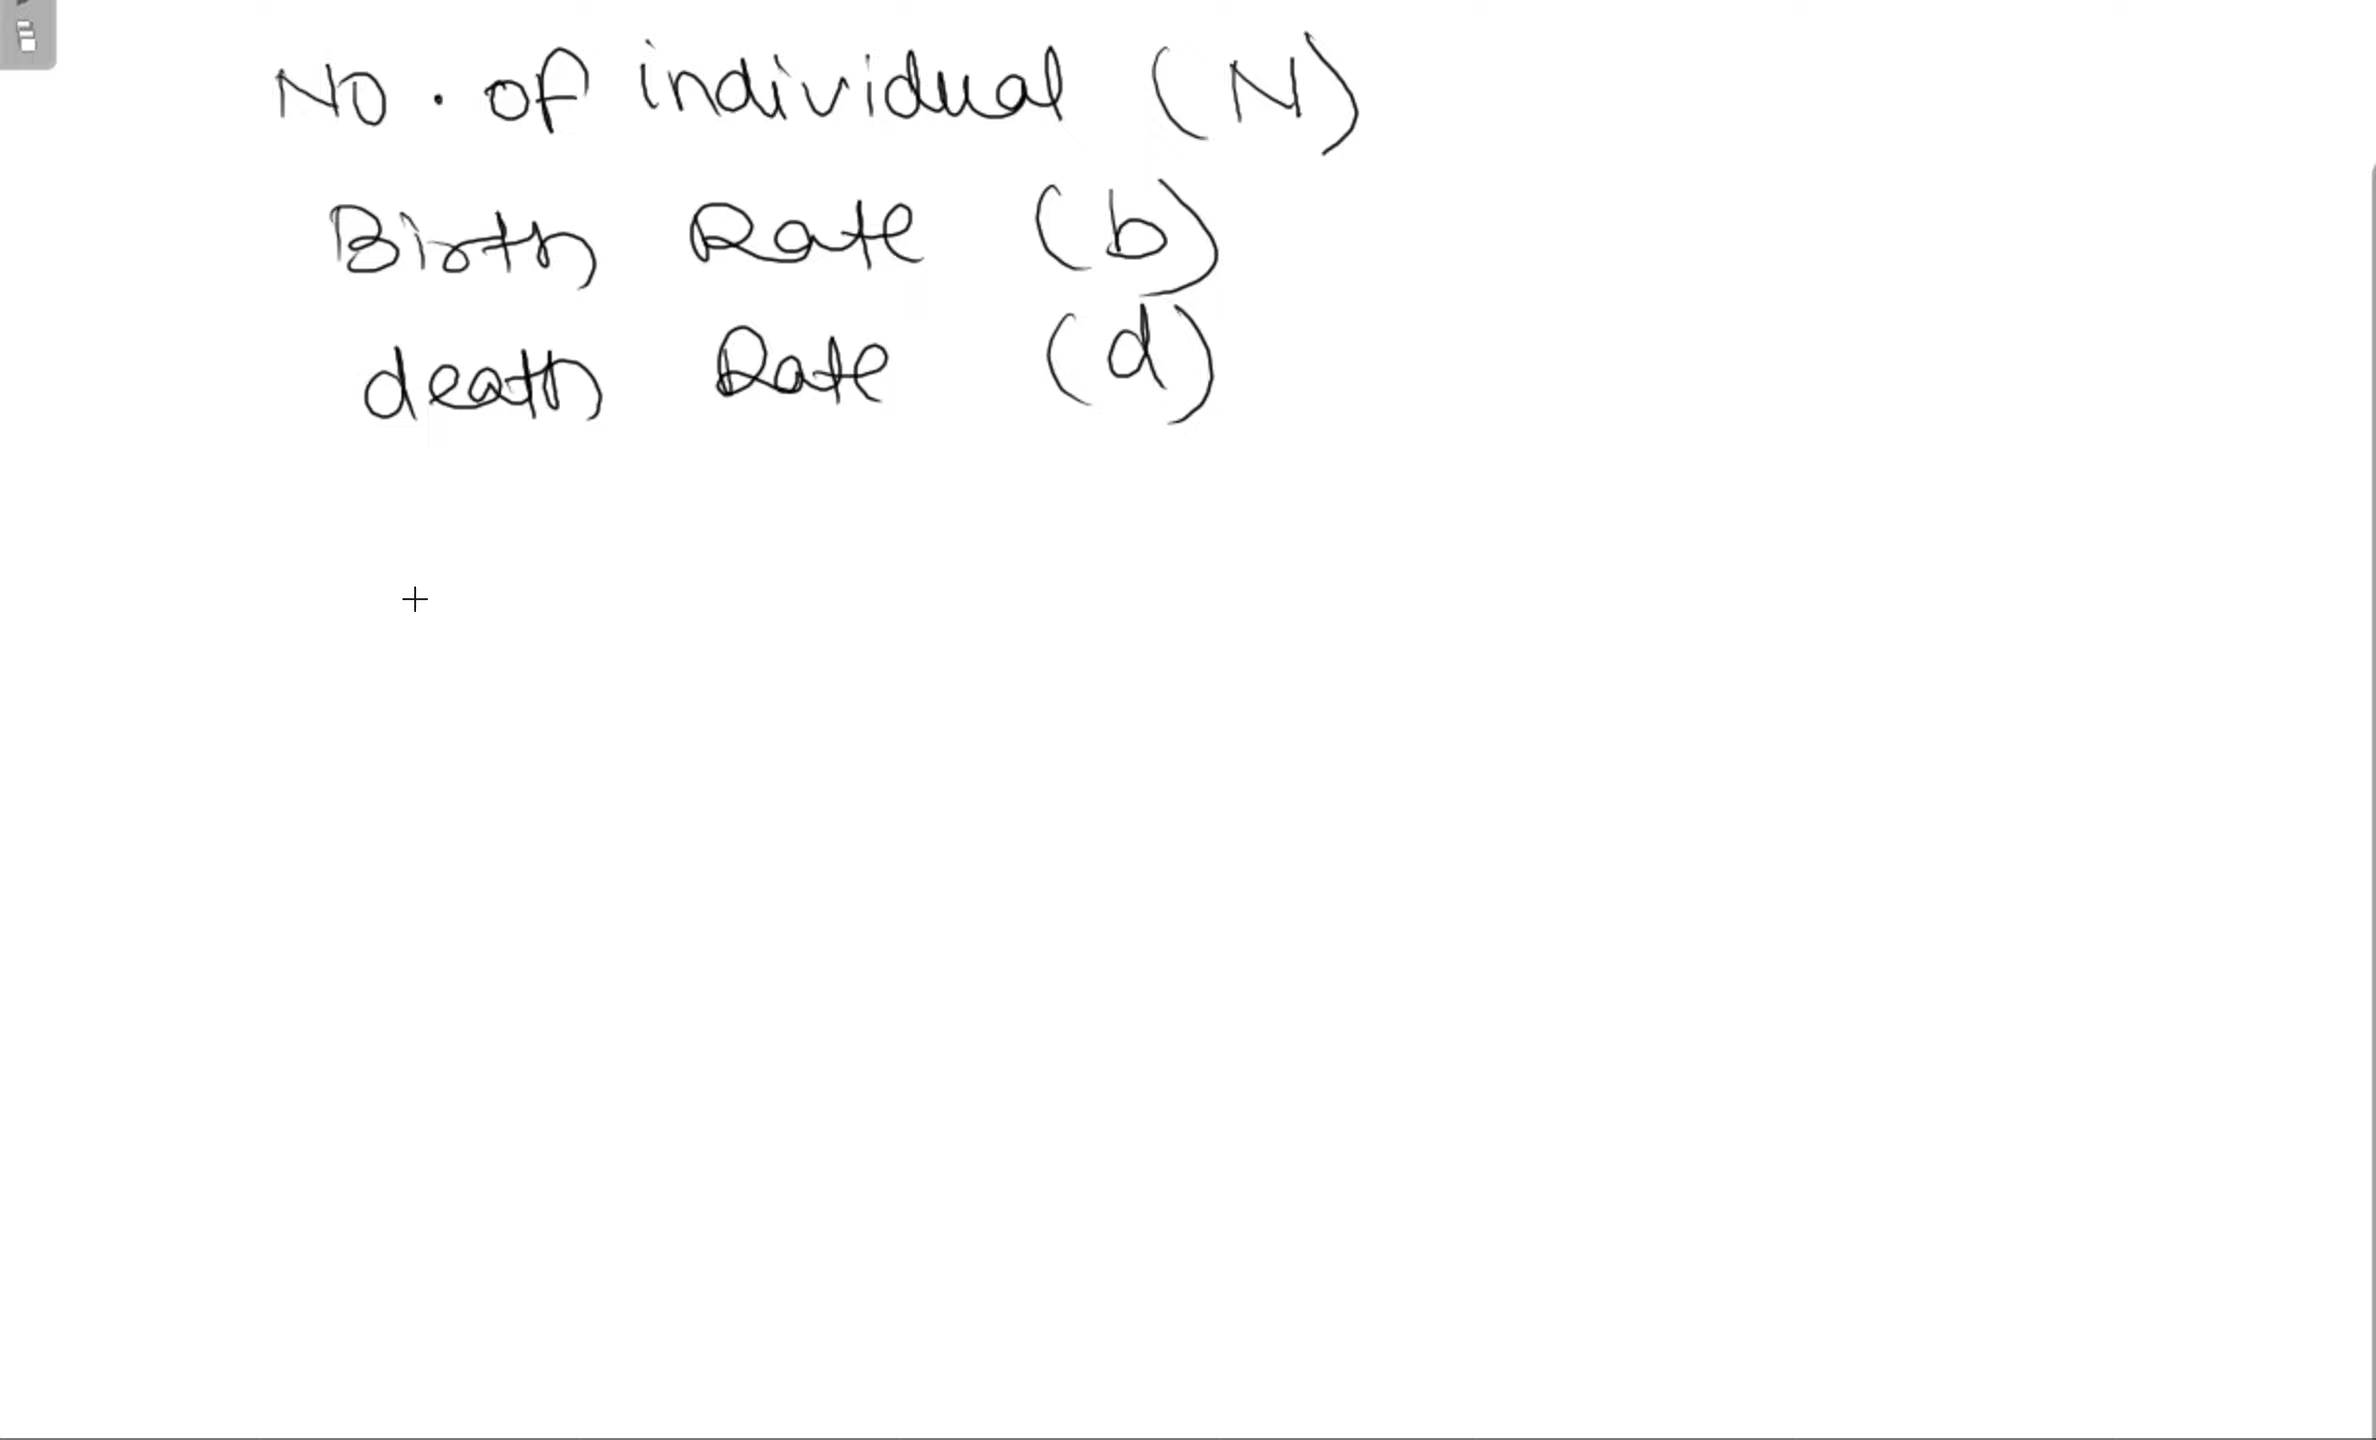 No. of individual (N)
Birth Rate (b)
death Rate (d)